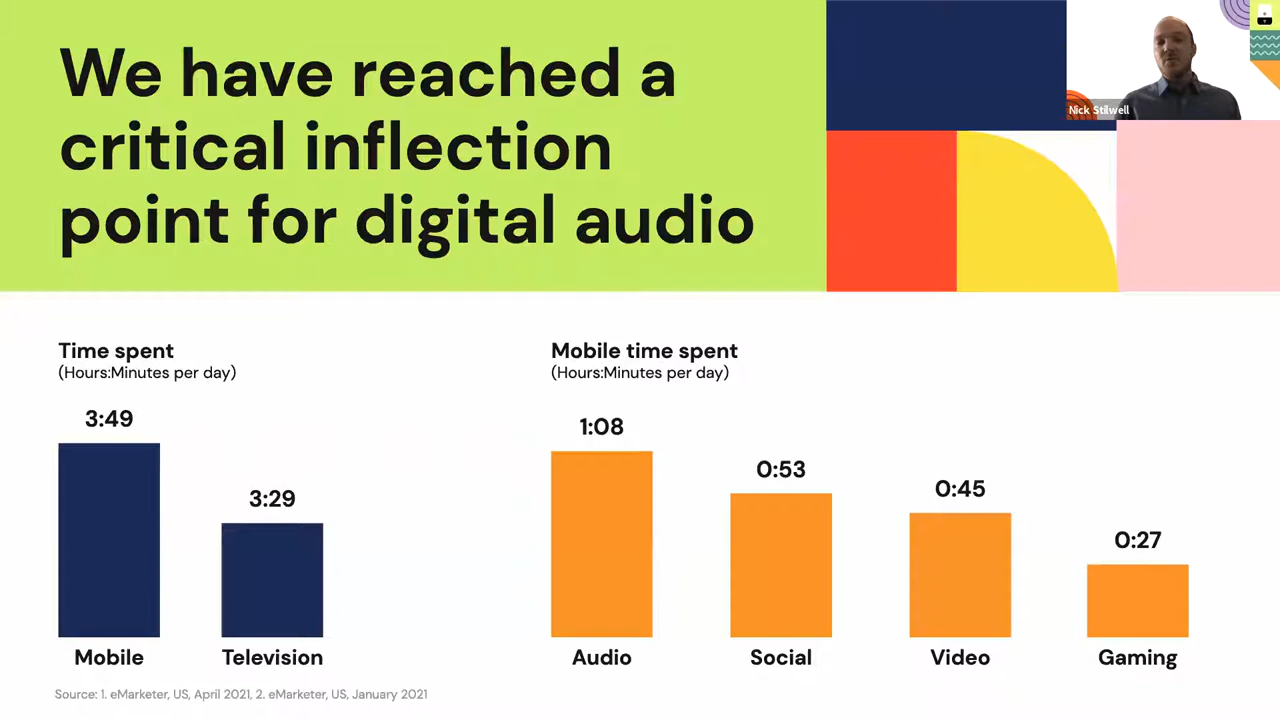 We have reached a
critical inflection
point for digital audio
Nick Stilwell
Time spent
(Hours:Minutes per day)
3:49
3:29
Mobile
Television
Mobile time spent
(Hours:Minutes per day)
1:08
0:53
0:45
0:27
Audio
Social
Video
Gaming
Source: 1. eMarketer, US, April 2021, 2. eMarketer, US, January 2021